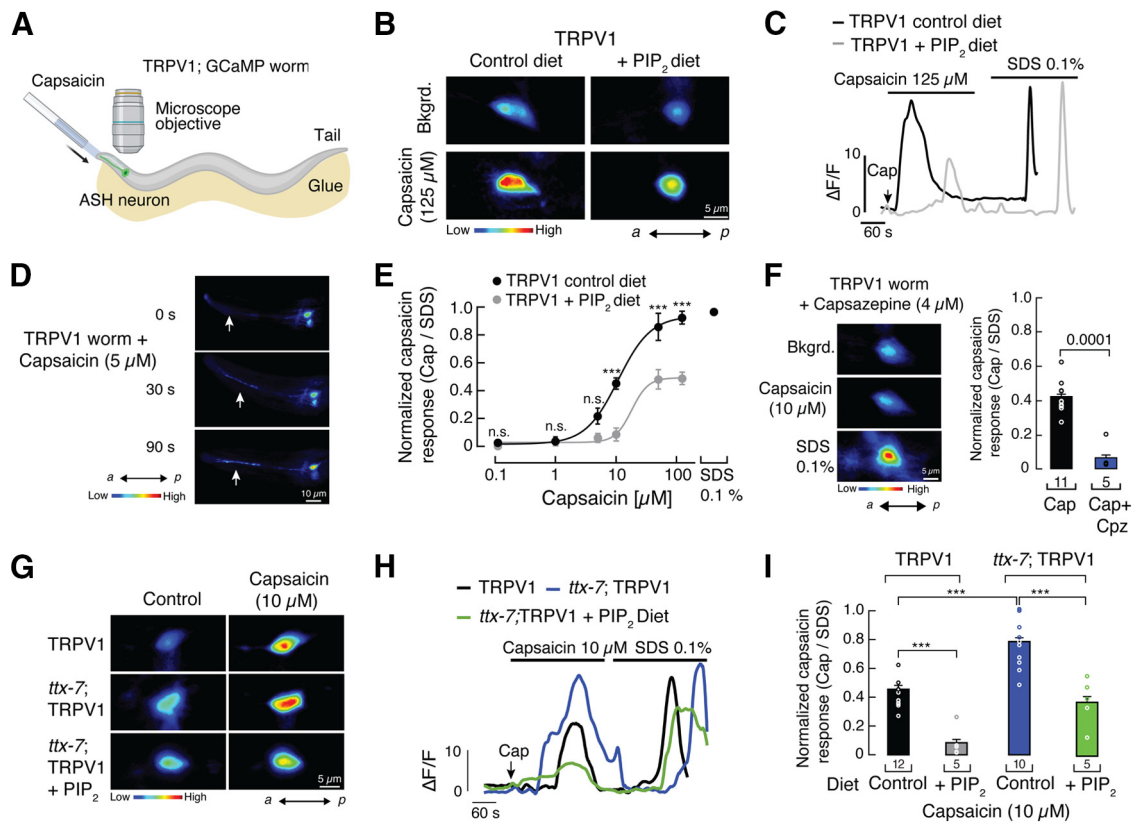 A
TRPV1; GCaMP worm
Capsaicin
Microscope
objective
Tail
ASH neuron
Glue
B
TRPV1
Control diet
+ PIP2 diet
Bkgrd.
Capsaicin
(125 µM)
5 µm
Low
High
a
p
C
TRPV1 control diet
TRPV1 + PIP2 diet
Capsaicin 125 µM
SDS 0.1%
10
Cap
ΔF/F
0
60 s
D
0 s
TRPV1 worm +
Capsaicin (5 µM)
30 s
90 s
a
p
Low
High
10 µm
E
TRPV1 control diet
TRPV1 + PIP2 diet
Normalized capsaicin
response (Cap / SDS)
1.0
0.8
0.6
0.4
0.2
0
n.s.
n.s.
n.s.
***
***
***
0.1
1
10
100
SDS
0.1 %
Capsaicin [µM]
F
TRPV1 worm
+ Capsazepine (4 µM)
Bkgrd.
Capsaicin
(10 µM)
SDS
0.1%
5 µm
Low
High
a
p
Normalized capsaicin
response (Cap / SDS)
1.0
0.8
0.6
0.4
0.2
0
0.0001
11
5
Cap
Cap+
Cpz
G
Control
Capsaicin
(10 µM)
TRPV1
ttx-7;
TRPV1
ttx-7;
TRPV1
+ PIP2
5 µm
Low
High
a
p
H
TRPV1
ttx-7; TRPV1
ttx-7;TRPV1 + PIP2 Diet
Capsaicin 10 µM
SDS 0.1%
10
Cap
ΔF/F
0
60 s
I
TRPV1
ttx-7; TRPV1
Normalized capsaicin
response (Cap / SDS)
1.0
0.8
0.6
0.4
0.2
0
***
***
***
12
5
10
5
Diet
Control
+ PIP2
Control
+ PIP2
Capsaicin (10 µM)